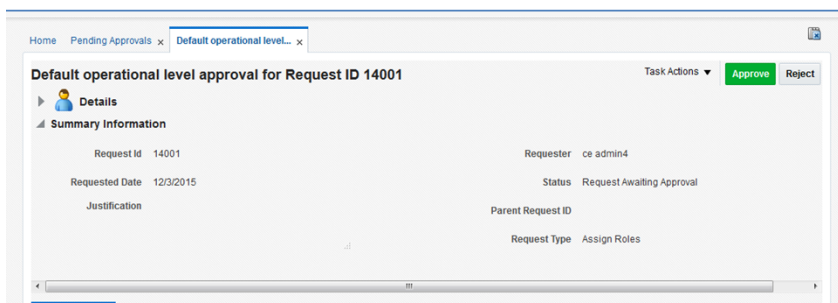 Home Pending Approvals x Default operational level... x
Default operational level approval for Request ID 14001 Task Actions Approve Reject
Details
Summary Information
Request Id 14001 Requester ce admin4
Requested Date 12/3/2015 Status Request Awaiting Approval
Justification Parent Request ID
Request Type Assign Roles